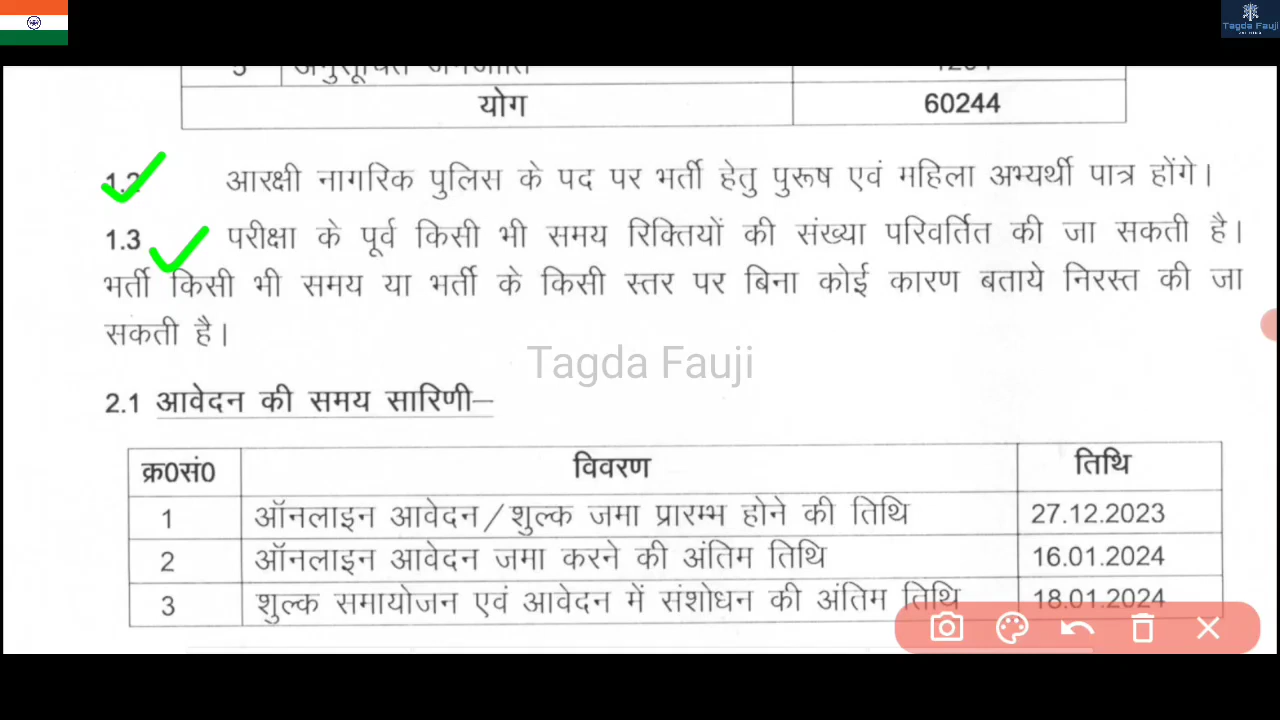 Tagda Fauji
योग 60244
1.2 आरक्षी नागरिक पुलिस के पद पर भर्ती हेतु पुरूष एवं महिला अभ्यर्थी पात्र होंगे।
1.3 परीक्षा के पूर्व किसी भी समय रिक्तियों की संख्या परिवर्तित की जा सकती है।
भर्ती किसी भी समय या भर्ती के किसी स्तर पर बिना कोई कारण बताये निरस्त की जा
सकती है।
Tagda Fauji
2.1 आवेदन की समय सारिणी–
क्र0सं0 विवरण तिथि
1 ऑनलाइन आवेदन/शुल्क जमा प्रारम्भ होने की तिथि 27.12.2023
2 ऑनलाइन आवेदन जमा करने की अंतिम तिथि 16.01.2024
3 शुल्क समायोजन एवं आवेदन में संशोधन की अंतिम तिथि 18.01.2024